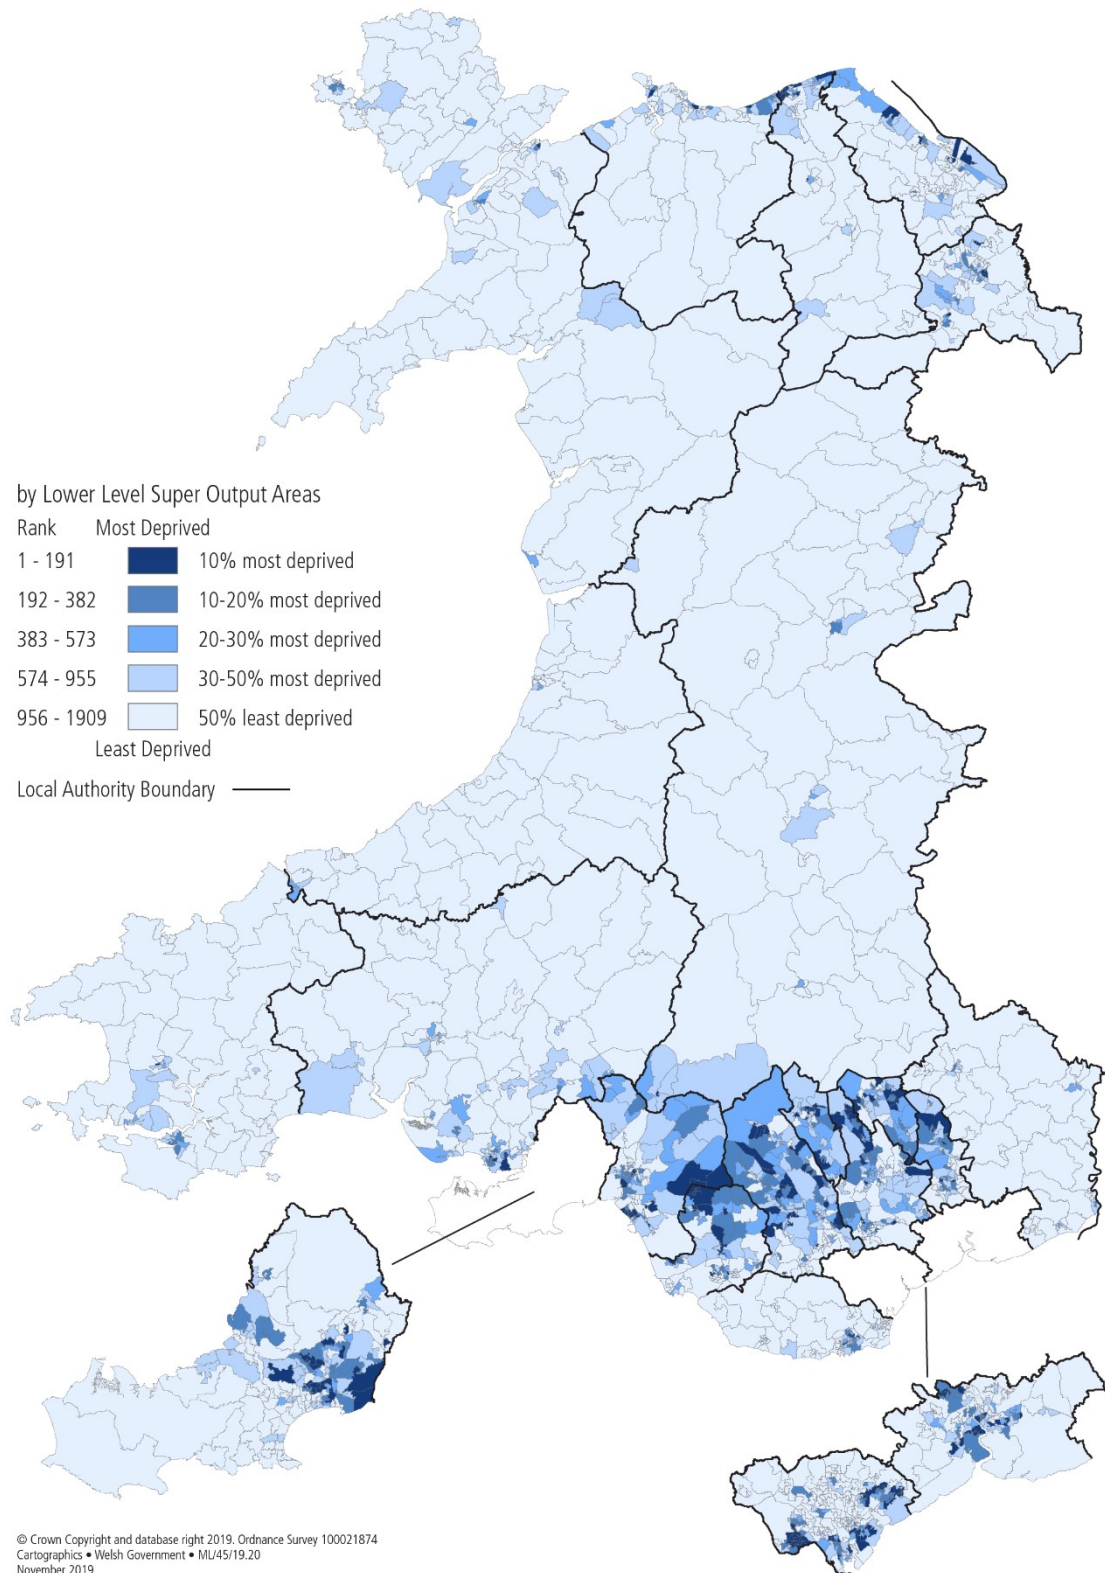 by Lower Level Super Output Areas
Rank Most Deprived
1 - 191 10% most deprived
192 - 382 10-20% most deprived
383 - 573 20-30% most deprived
574 - 955 30-50% most deprived
956 - 1909 50% least deprived
Least Deprived
Local Authority Boundary
© Crown Copyright and database right 2019. Ordnance Survey 100021874
Cartographics • Welsh Government • ML/45/19.20
November 2019